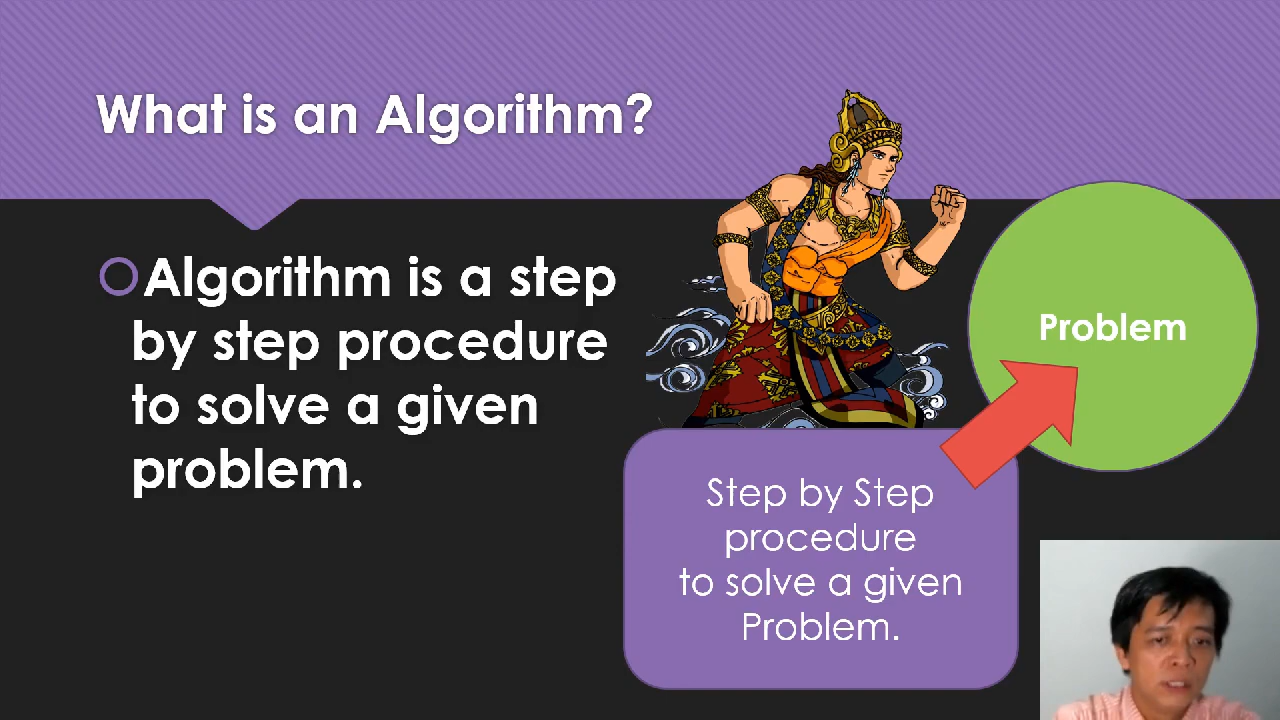 What is an Algorithm?
Algorithm is a step
by step procedure
to solve a given
problem.
Problem
Step by Step
procedure
to solve a given
Problem.